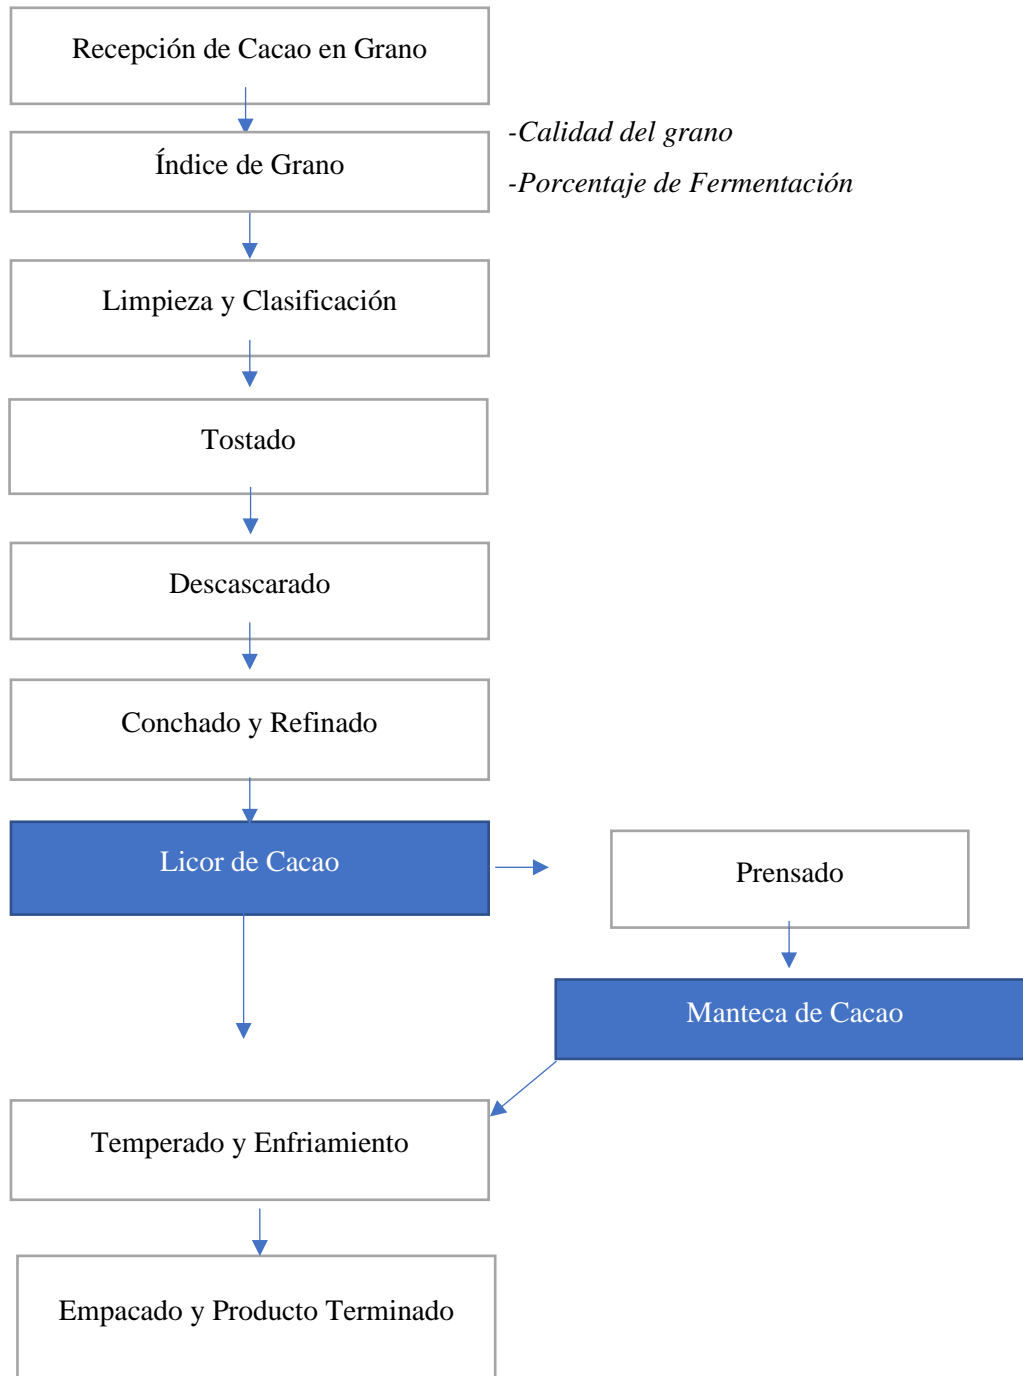 Recepción de Cacao en Grano
-Calidad del grano
Índice de Grano
-Porcentaje de Fermentación
Limpieza y Clasificación
Tostado
Descascarado
Conchado y Refinado
Licor de Cacao
Prensado
Manteca de Cacao
Temperado y Enfriamiento
Empacado y Producto Terminado